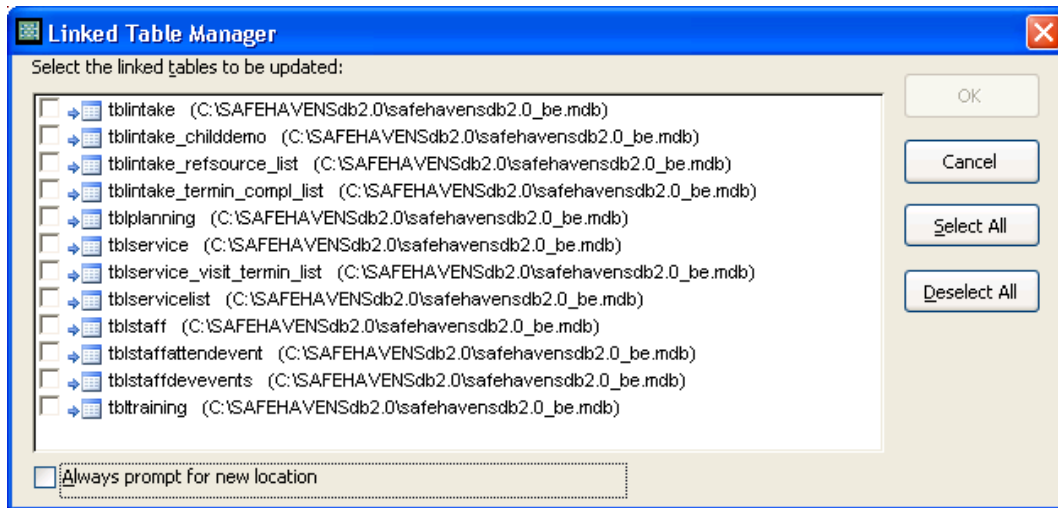 Linked Table Manager
Select the linked tables to be updated:
tblintake (C:\SAFEHAVENSdb2.0\safehavensdb2.0_be.mdb)
tblintake_childdemo (C:\SAFEHAVENSdb2.0\safehavensdb2.0_be.mdb)
tblintake_refsource_list (C:\SAFEHAVENSdb2.0\safehavensdb2.0_be.mdb)
tblintake_termin_compl_list (C:\SAFEHAVENSdb2.0\safehavensdb2.0_be.mdb)
tblplanning (C:\SAFEHAVENSdb2.0\safehavensdb2.0_be.mdb)
tblservice (C:\SAFEHAVENSdb2.0\safehavensdb2.0_be.mdb)
tblservice_visit_termin_list (C:\SAFEHAVENSdb2.0\safehavensdb2.0_be.mdb)
tblservicelist (C:\SAFEHAVENSdb2.0\safehavensdb2.0_be.mdb)
tblstaff (C:\SAFEHAVENSdb2.0\safehavensdb2.0_be.mdb)
tblstaffattendevent (C:\SAFEHAVENSdb2.0\safehavensdb2.0_be.mdb)
tblstaffdevevents (C:\SAFEHAVENSdb2.0\safehavensdb2.0_be.mdb)
tbltraining (C:\SAFEHAVENSdb2.0\safehavensdb2.0_be.mdb)
Always prompt for new location
OK
Cancel
Select All
Deselect All